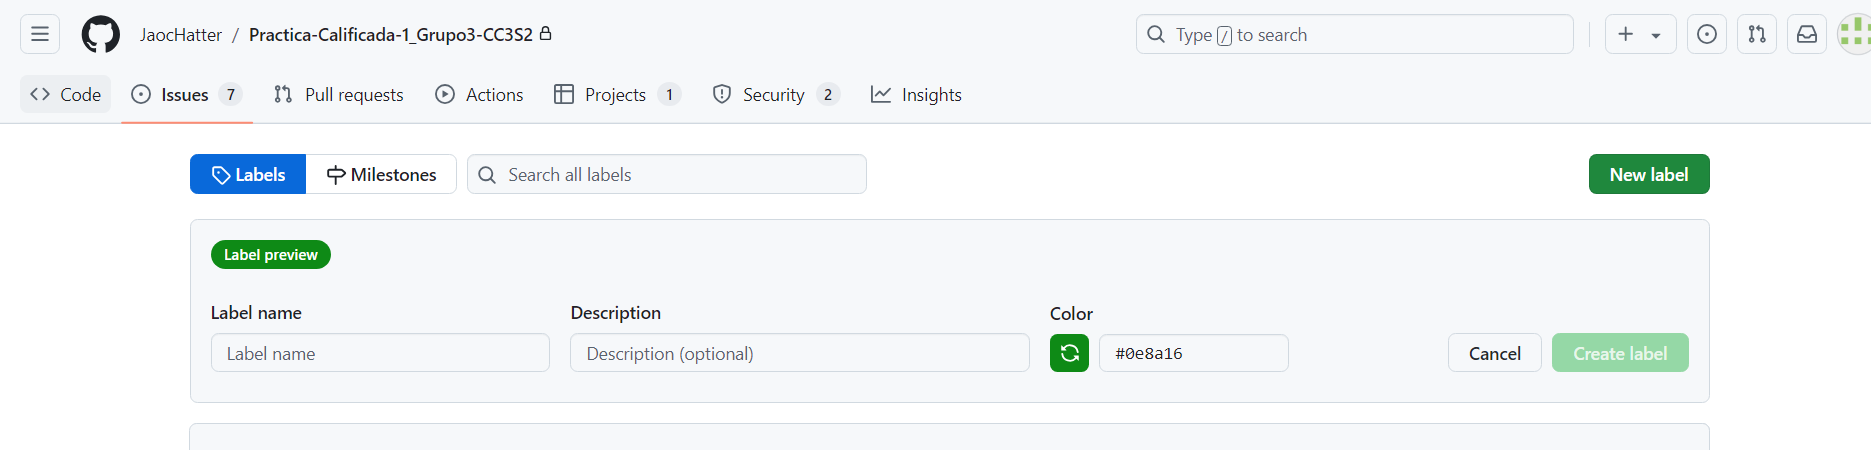 JaocHatter / Practica-Calificada-1_Grupo3-CC3S2
Type / to search
Code
Issues 7
Pull requests
Actions
Projects 1
Security 2
Insights
Labels
Milestones
Search all labels
New label
Label preview
Label name
Description
Color
Label name
Description (optional)
#0e8a16
Cancel
Create label